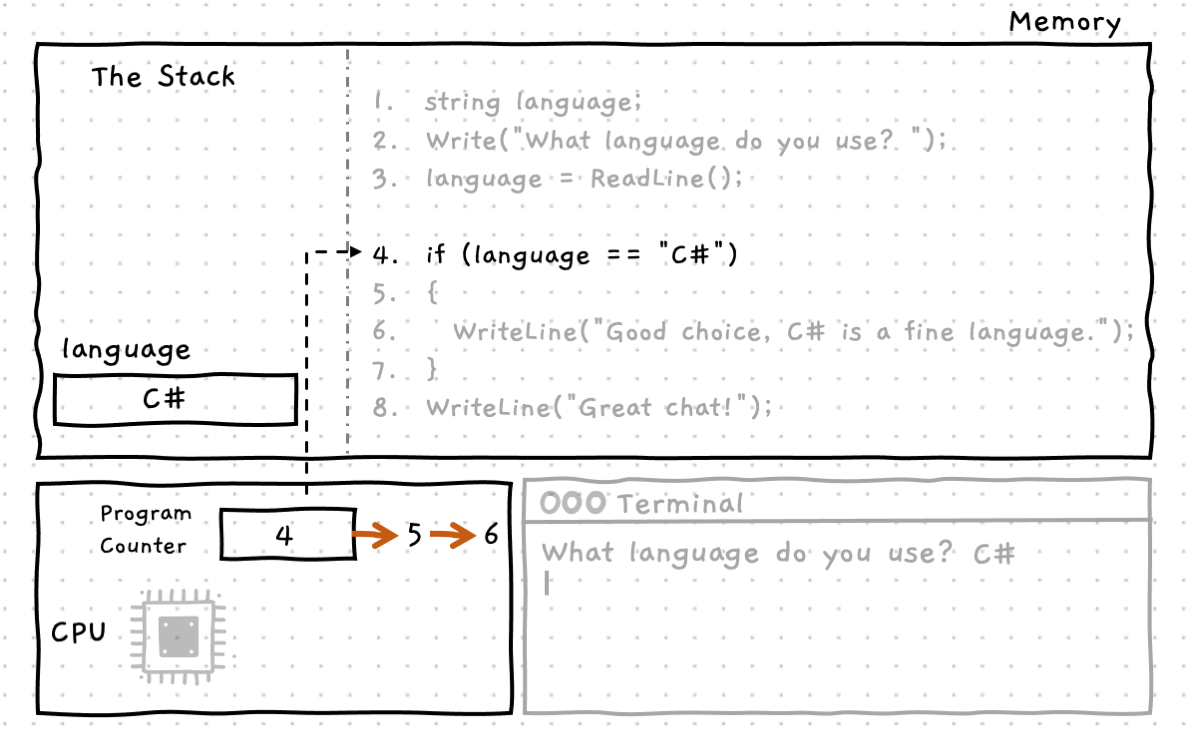 Memory
The Stack
1. string language;
2. Write("What language do you use? ");
3. language = ReadLine();
4. if (language == "C#")
5. {
6. WriteLine("Good choice, C# is a fine language.");
7. }
8. WriteLine("Great chat!");
language
C#
Program
Counter
4 5 6
CPU
Terminal
What language do you use? C#